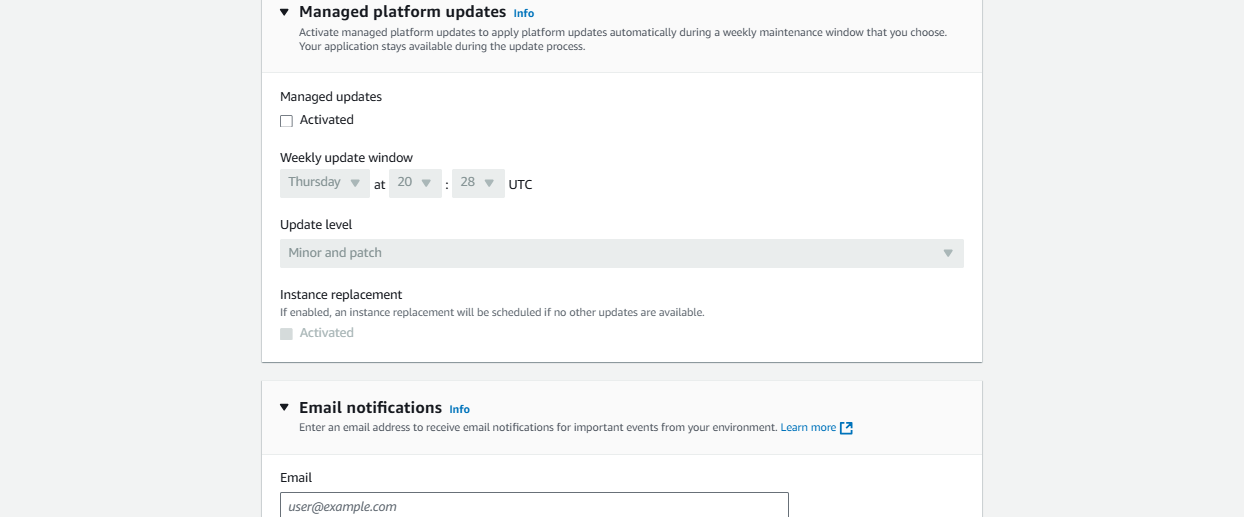 Managed platform updates Info
Activate managed platform updates to apply platform updates automatically during a weekly maintenance window that you choose.
Your application stays available during the update process.
Managed updates
Activated
Weekly update window
Thursday at 20 : 28 UTC
Update level
Minor and patch
Instance replacement
If enabled, an instance replacement will be scheduled if no other updates are available.
Activated
Email notifications Info
Enter an email address to receive email notifications for important events from your environment. Learn more
Email
user@example.com